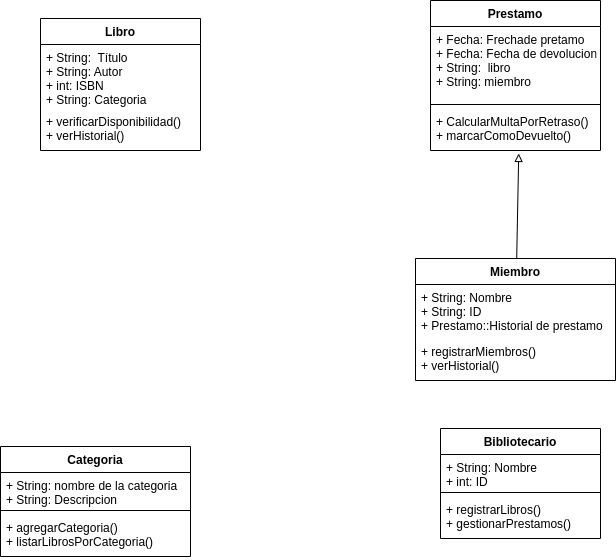 Libro
+ String:  Título
+ String: Autor
+ int: ISBN
+ String: Categoria
+ verificarDisponibilidad()
+ verHistorial()
Prestamo
+ Fecha: Frechade pretamo
+ Fecha: Fecha de devolucion
+ String:  libro
+ String: miembro
+ CalcularMultaPorRetraso()
+ marcarComoDevuelto()
Miembro
+ String: Nombre
+ String: ID
+ Prestamo::Historial de prestamo
+ registrarMiembros()
+ verHistorial()
Categoria
+ String: nombre de la categoria
+ String: Descripcion
+ agregarCategoria()
+ listarLibrosPorCategoria()
Bibliotecario
+ String: Nombre
+ int: ID
+ registrarLibros()
+ gestionarPrestamos()